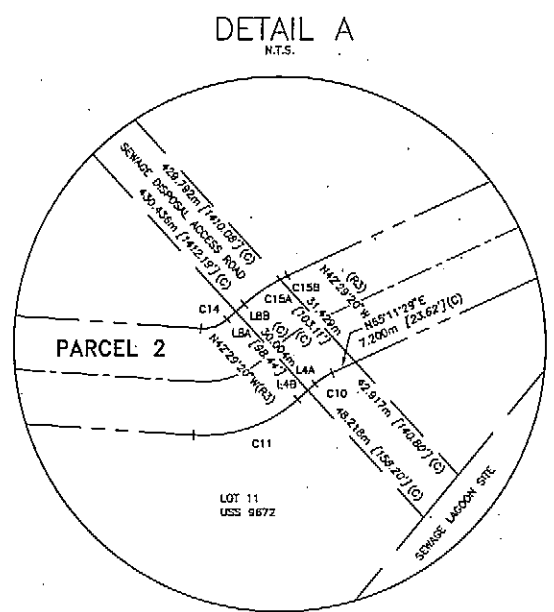 DETAIL A
N.T.S.
SEWAGE DISPOSAL ACCESS ROAD
429.792m [1410.08'] (C)
430.436m [1412.19'] (C)
N42°29'20"W (R3)
C15B
C15A
31.429m
[103.11']
(C)
C14
L8B
L8A
30.004m
[98.44']
(C)
N42°29'20"W(R3)
N65°11'29"E
7.200m [23.62'] (C)
L4A
L4B
C10
C11
PARCEL 2
42.917m [140.80'] (C)
48.218m [158.20'] (C)
LOT 11
USS 9672
SEWAGE LAGOON SITE